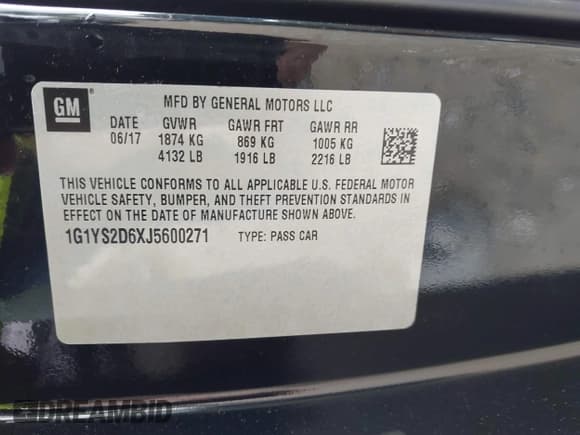 GM
MFD BY GENERAL MOTORS LLC
DATE GVWR GAWR FRT GAWR RR
06/17 1874 KG 869 KG 1005 KG
4132 LB 1916 LB 2216 LB
THIS VEHICLE CONFORMS TO ALL APPLICABLE U.S. FEDERAL MOTOR
VEHICLE SAFETY, BUMPER, AND THEFT PREVENTION STANDARDS IN
EFFECT ON THE DATE OF MANUFACTURE SHOWN ABOVE.
1G1YS2D6XJ5600271 TYPE: PASS CAR
DREAMBID